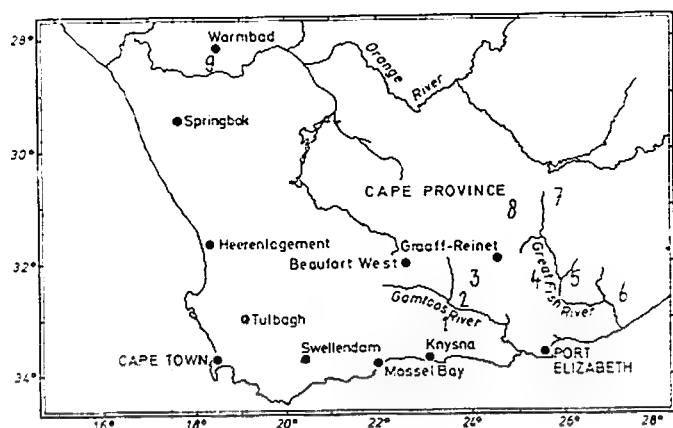 28°
Warmbad
9
Orange
River
Springbok
30°
CAPE PROVINCE
7
8
Heerenlogement
Graaff-Reinet
Beaufort West
32°
3
4
5
Great Fish River
2
6
Gamtoos River
1
Tulbagh
Knysna
Swellendam
CAPE TOWN
Mossel Bay
PORT
ELIZABETH
34°
16°
18°
20°
22°
24°
26°
28°